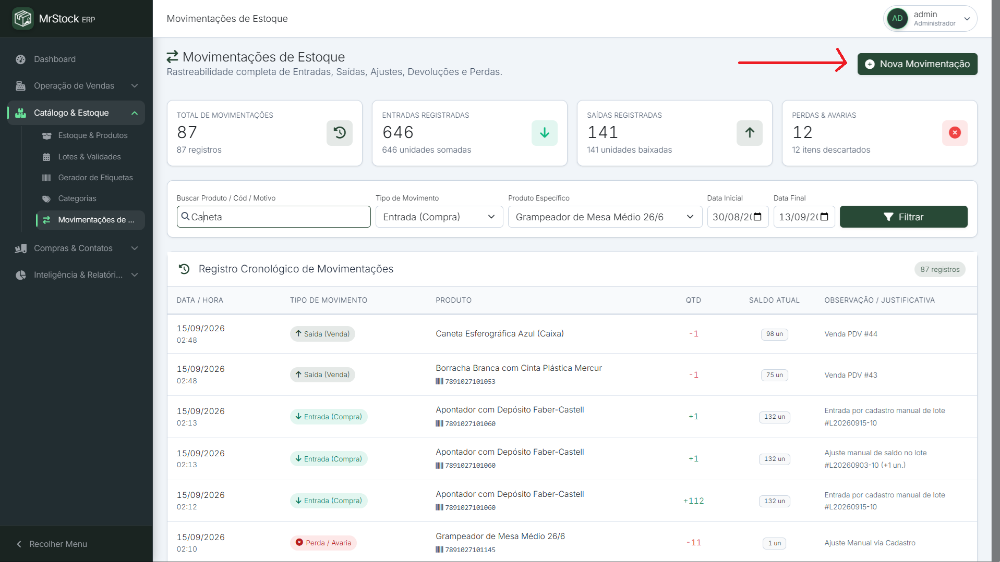 MrStock ERP
Movimentações de Estoque
AD
admin
Administrador
Dashboard
Operação de Vendas
Catálogo & Estoque
Estoque & Produtos
Lotes & Validades
Gerador de Etiquetas
Categorias
Movimentações de ...
Compras & Contatos
Inteligência & Relatóri...
Recolher Menu
Movimentações de Estoque
Rastreabilidade completa de Entradas, Saídas, Ajustes, Devoluções e Perdas.
Nova Movimentação
TOTAL DE MOVIMENTAÇÕES
87
87 registros
ENTRADAS REGISTRADAS
646
646 unidades somadas
SAÍDAS REGISTRADAS
141
141 unidades baixadas
PERDAS & AVARIAS
12
12 itens descartados
Buscar Produto / Cód / Motivo
Caneta
Tipo de Movimento
Entrada (Compra)
Produto Específico
Grampeador de Mesa Médio 26/6
Data Inicial
30/08/20
Data Final
13/09/20
Filtrar
Registro Cronológico de Movimentações
87 registros
DATA / HORA TIPO DE MOVIMENTO PRODUTO QTD SALDO ATUAL OBSERVAÇÃO / JUSTIFICATIVA
15/09/2026
02:48
Saída (Venda)
Caneta Esferográfica Azul (Caixa)
-1
98 un
Venda PDV #44
15/09/2026
02:48
Saída (Venda)
Borracha Branca com Cinta Plástica Mercur
7891027101053
-1
75 un
Venda PDV #43
15/09/2026
02:13
Entrada (Compra)
Apontador com Depósito Faber-Castell
7891027101060
+1
132 un
Entrada por cadastro manual de lote
#L20260915-10
15/09/2026
02:13
Entrada (Compra)
Apontador com Depósito Faber-Castell
7891027101060
+1
132 un
Ajuste manual de saldo no lote
#L20260903-10 (+1 un.)
15/09/2026
02:12
Entrada (Compra)
Apontador com Depósito Faber-Castell
7891027101060
+112
132 un
Entrada por cadastro manual de lote
#L20260915-10
15/09/2026
02:10
Perda / Avaria
Grampeador de Mesa Médio 26/6
7891027101145
-11
1 un
Ajuste Manual via Cadastro